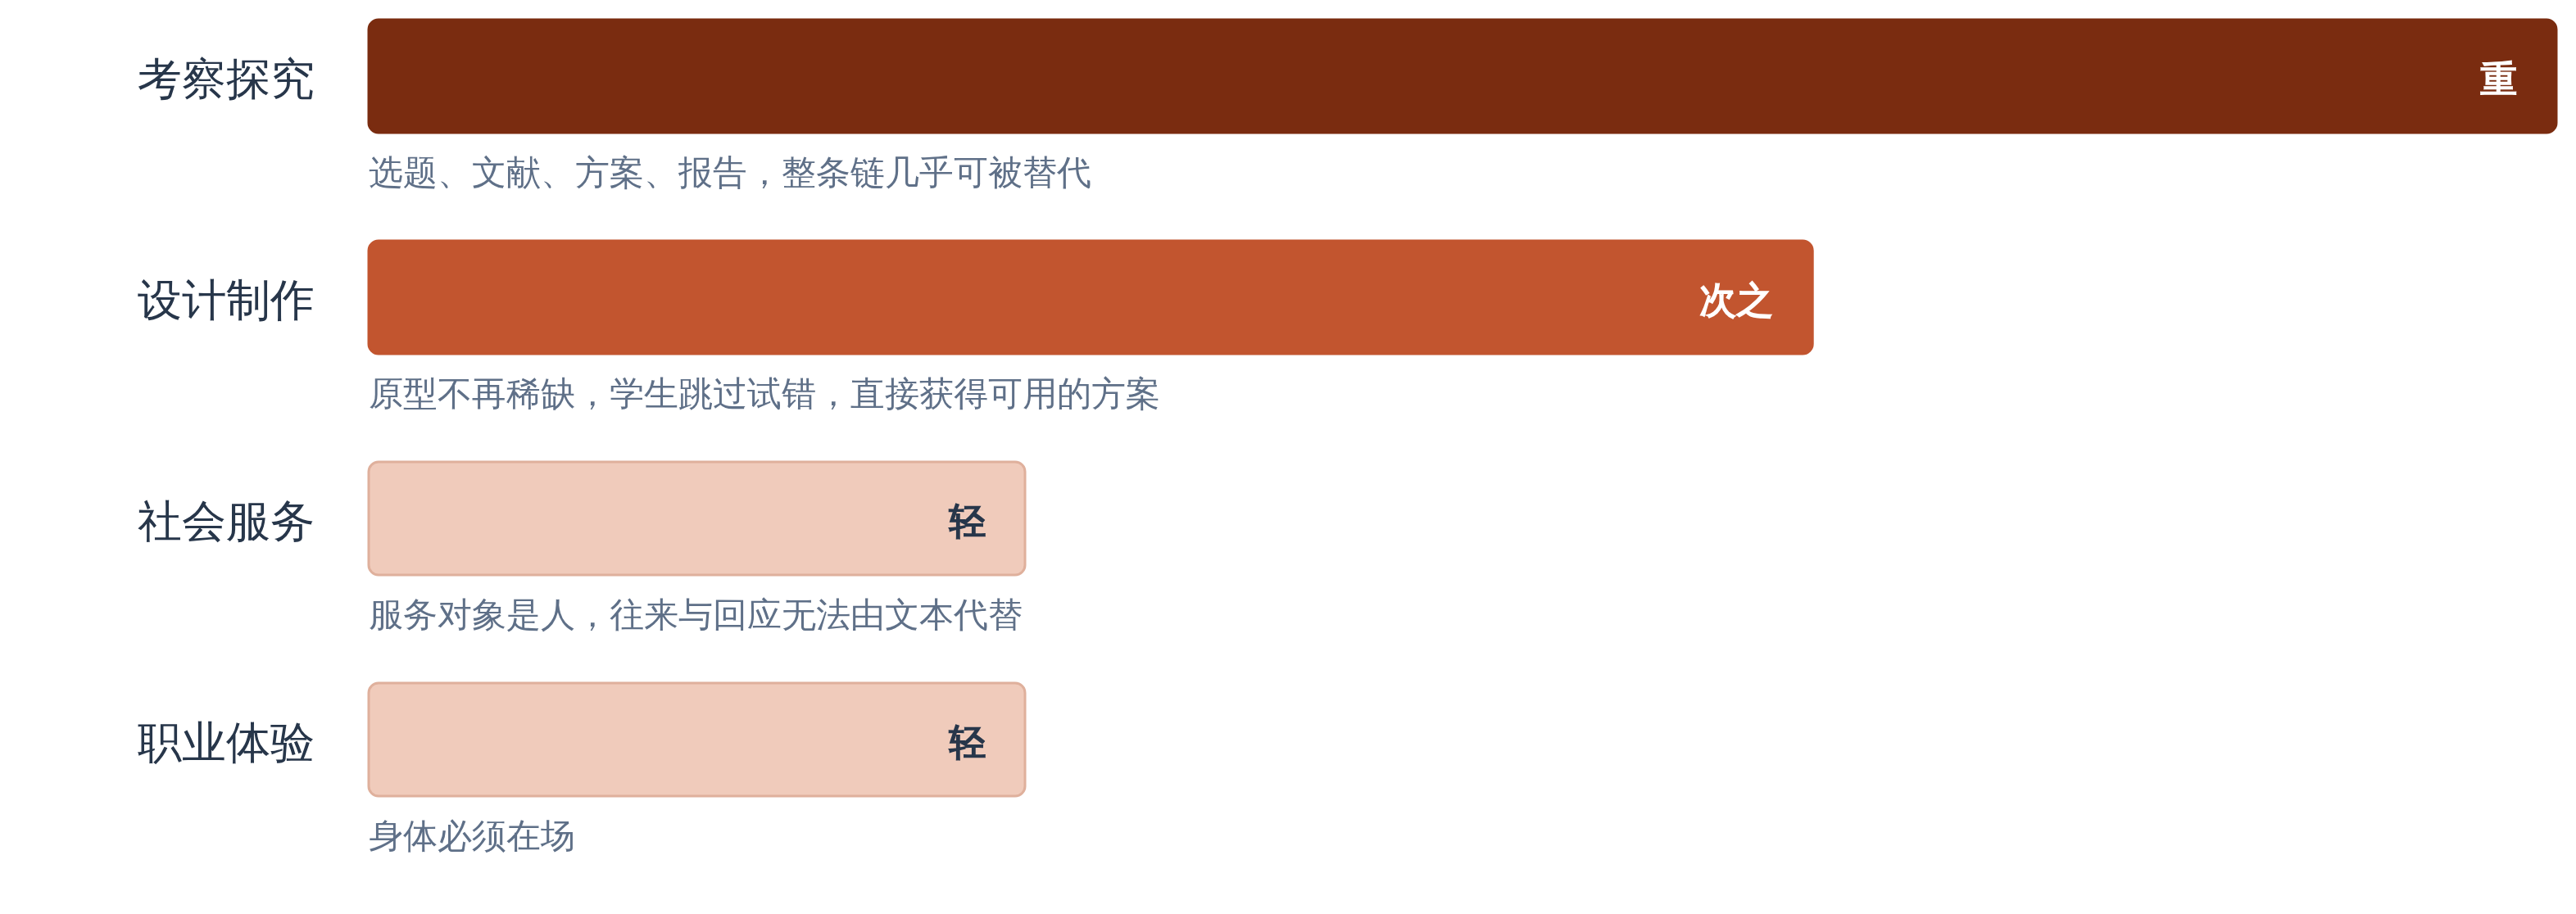 考察探究
重
选题、文献、方案、报告，整条链几乎可被替代
设计制作
次之
原型不再稀缺，学生跳过试错，直接获得可用的方案
社会服务
轻
服务对象是人，往来与回应无法由文本代替
职业体验
轻
身体必须在场